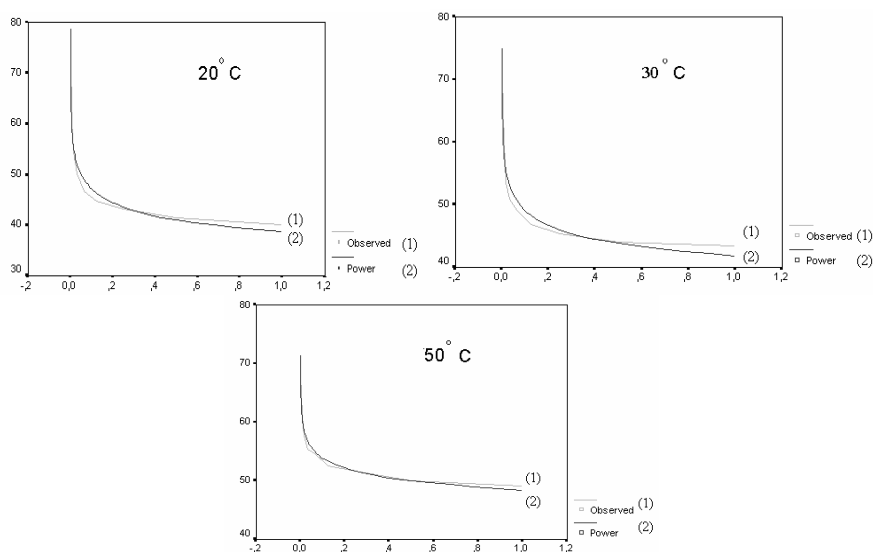 80
70
60
50
40
30
20° C
(1)
(2)
-,2 0,0 ,2 ,4 ,6 ,8 1,0 1,2
Observed (1)
Power (2)
80
70
60
50
40
30° C
(1)
(2)
-,2 0,0 ,2 ,4 ,6 ,8 1,0 1,2
Observed (1)
Power (2)
80
70
60
50
40
50° C
(1)
(2)
-,2 0,0 ,2 ,4 ,6 ,8 1,0 1,2
Observed (1)
Power (2)